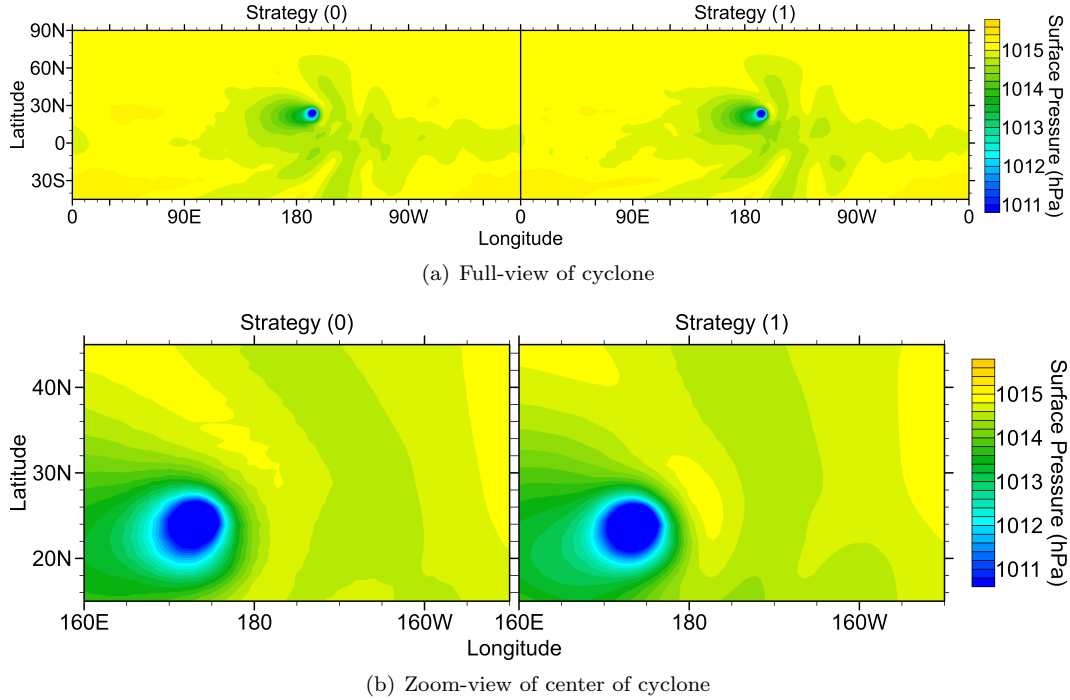 Strategy (0) Strategy (1)
90N
60N
30N
0
30S
Latitude
0 90E 180 90W 0 90E 180 90W 0
Longitude
1015
1014
1013
1012
1011
Surface Pressure (hPa)
(a) Full-view of cyclone
Strategy (0) Strategy (1)
40N
30N
20N
Latitude
160E 180 160W 160E 180 160W
Longitude
1015
1014
1013
1012
1011
Surface Pressure (hPa)
(b) Zoom-view of center of cyclone